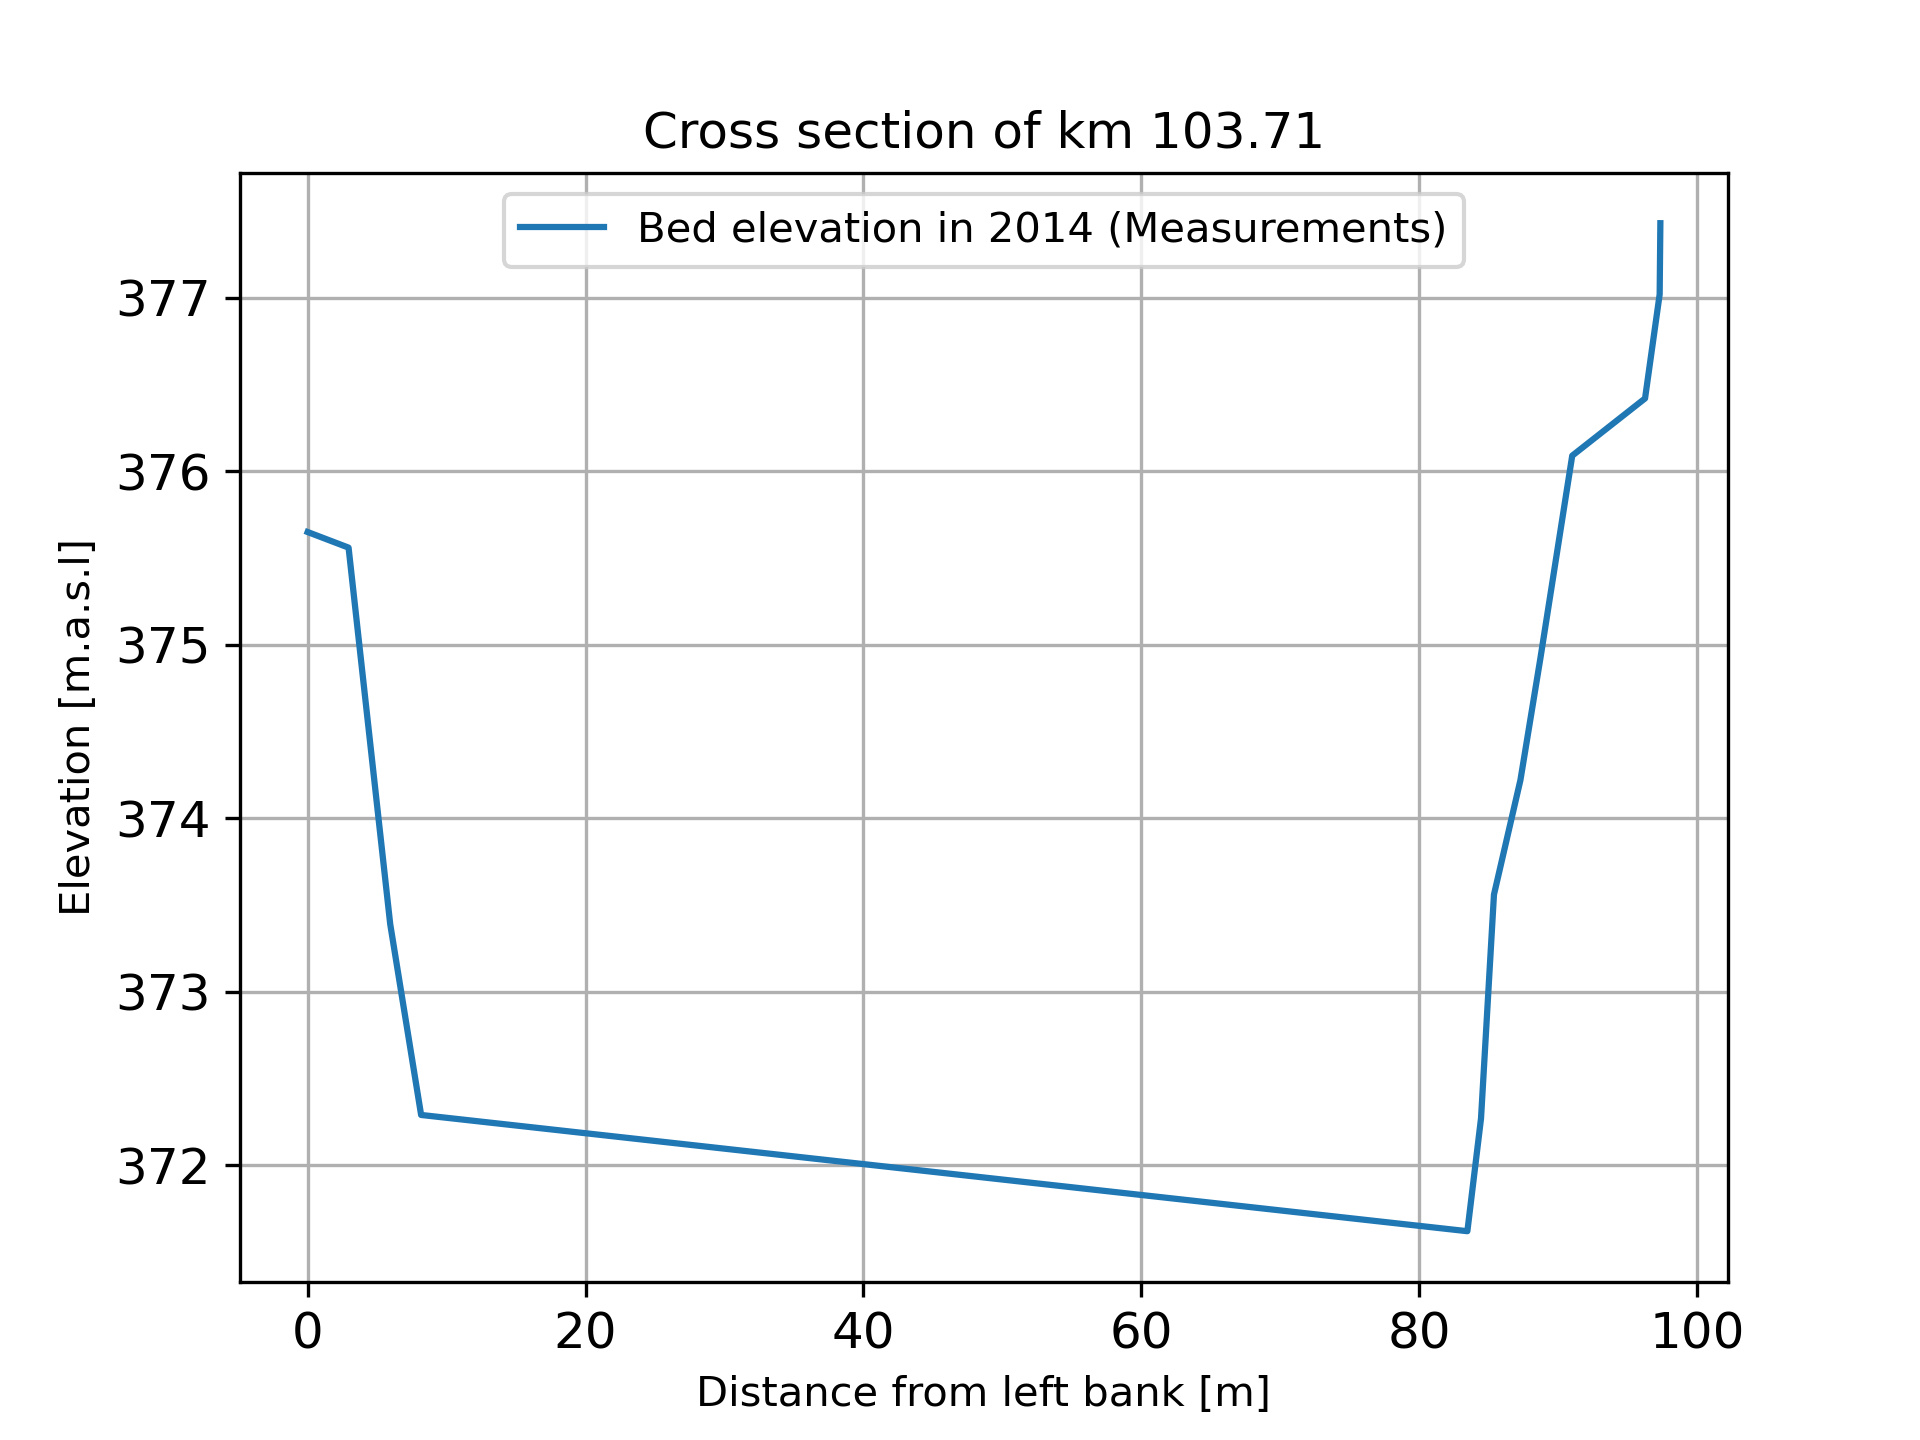 Cross section of km 103.71
Bed elevation in 2014 (Measurements)
377
376
375
374
373
372
Elevation [m.a.s.l]
0 20 40 60 80 100
Distance from left bank [m]